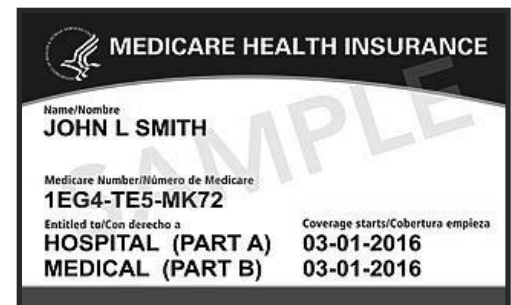 MEDICARE HEALTH INSURANCE
SAMPLE
Name/Nombre
JOHN L SMITH
Medicare Number/Número de Medicare
1EG4-TE5-MK72
Entitled to/Con derecho a Coverage starts/Cobertura empieza
HOSPITAL (PART A) 03-01-2016
MEDICAL (PART B) 03-01-2016